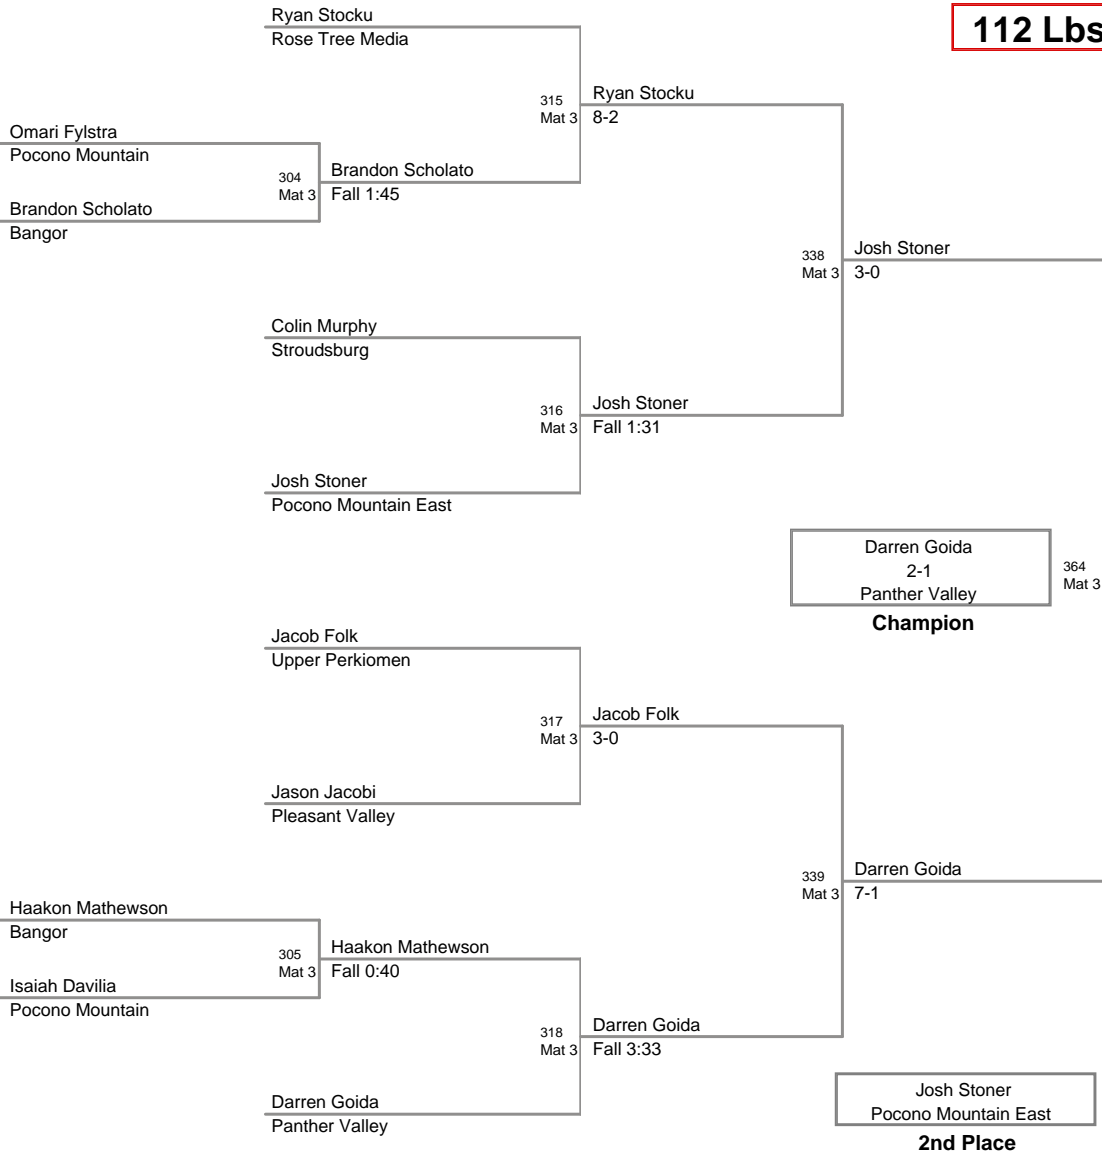 Ryan Stocku
Rose Tree Media
112 Lbs
315
Mat 3
Ryan Stocku
8-2
Omari Fylstra
Pocono Mountain
304
Mat 3
Brandon Scholato
Fall 1:45
Brandon Scholato
Bangor
338
Mat 3
Josh Stoner
3-0
Colin Murphy
Stroudsburg
316
Mat 3
Josh Stoner
Fall 1:31
Josh Stoner
Pocono Mountain East
Darren Goida
2-1
Panther Valley
Champion
364
Mat 3
Jacob Folk
Upper Perkiomen
317
Mat 3
Jacob Folk
3-0
Jason Jacobi
Pleasant Valley
339
Mat 3
Darren Goida
7-1
Haakon Mathewson
Bangor
305
Mat 3
Haakon Mathewson
Fall 0:40
Isaiah Davilia
Pocono Mountain
318
Mat 3
Darren Goida
Fall 3:33
Darren Goida
Panther Valley
Josh Stoner
Pocono Mountain East
2nd Place